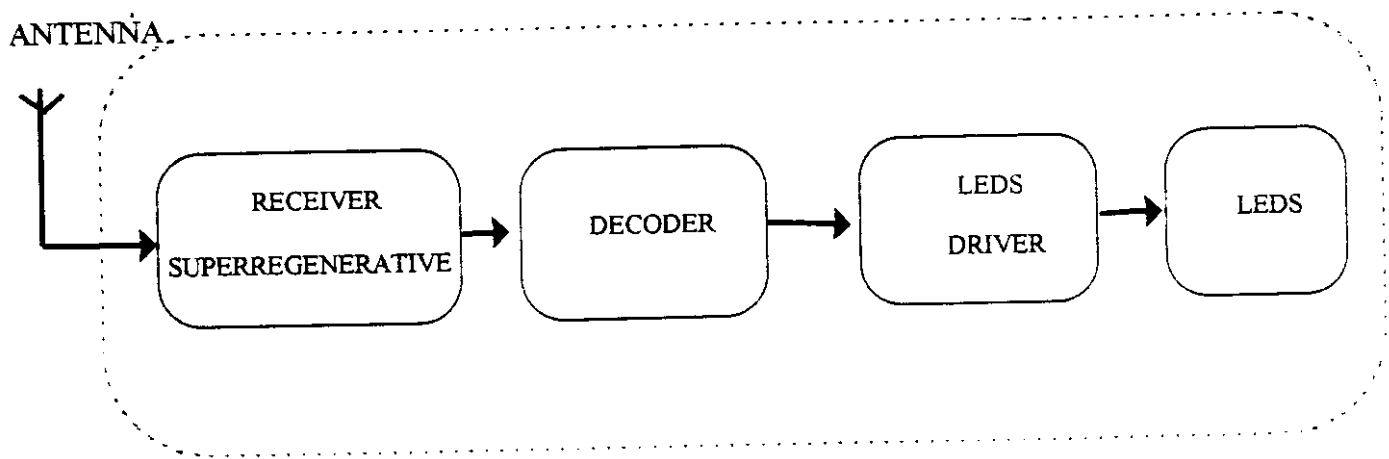 ANTENNA
RECEIVER
SUPERREGENERATIVE
DECODER
LEDS
DRIVER
LEDS